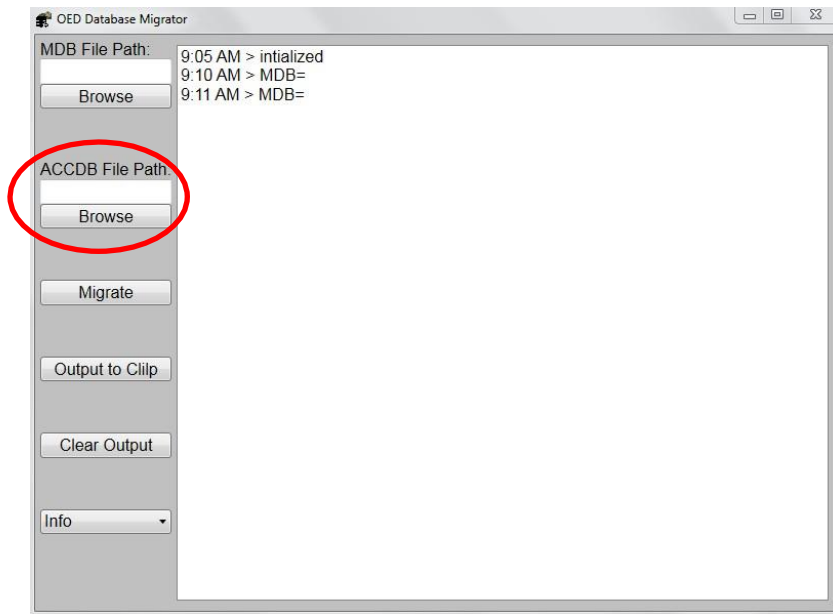 OED Database Migrator
MDB File Path:
Browse
ACCDB File Path:
Browse
Migrate
Output to Clilp
Clear Output
Info
9:05 AM > intialized
9:10 AM > MDB=
9:11 AM > MDB=